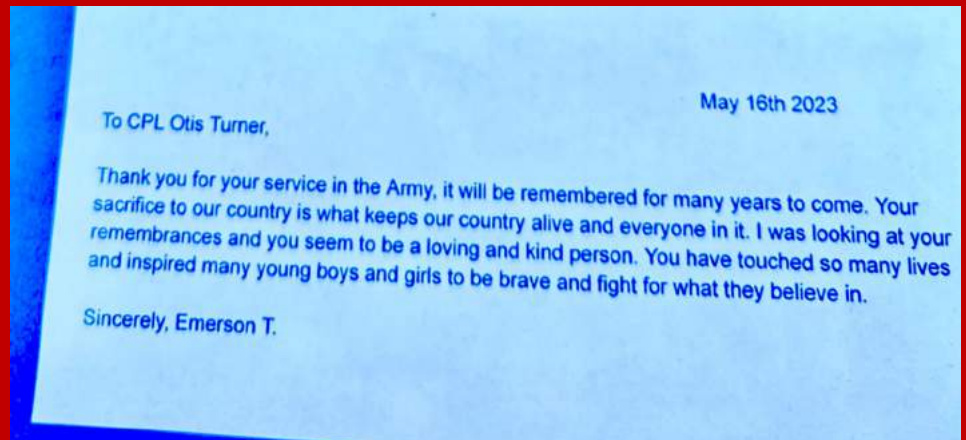 May 16th 2023
To CPL Otis Turner,
Thank you for your service in the Army, it will be remembered for many years to come. Your
sacrifice to our country is what keeps our country alive and everyone in it. I was looking at your
remembrances and you seem to be a loving and kind person. You have touched so many lives
and inspired many young boys and girls to be brave and fight for what they believe in.
Sincerely, Emerson T.